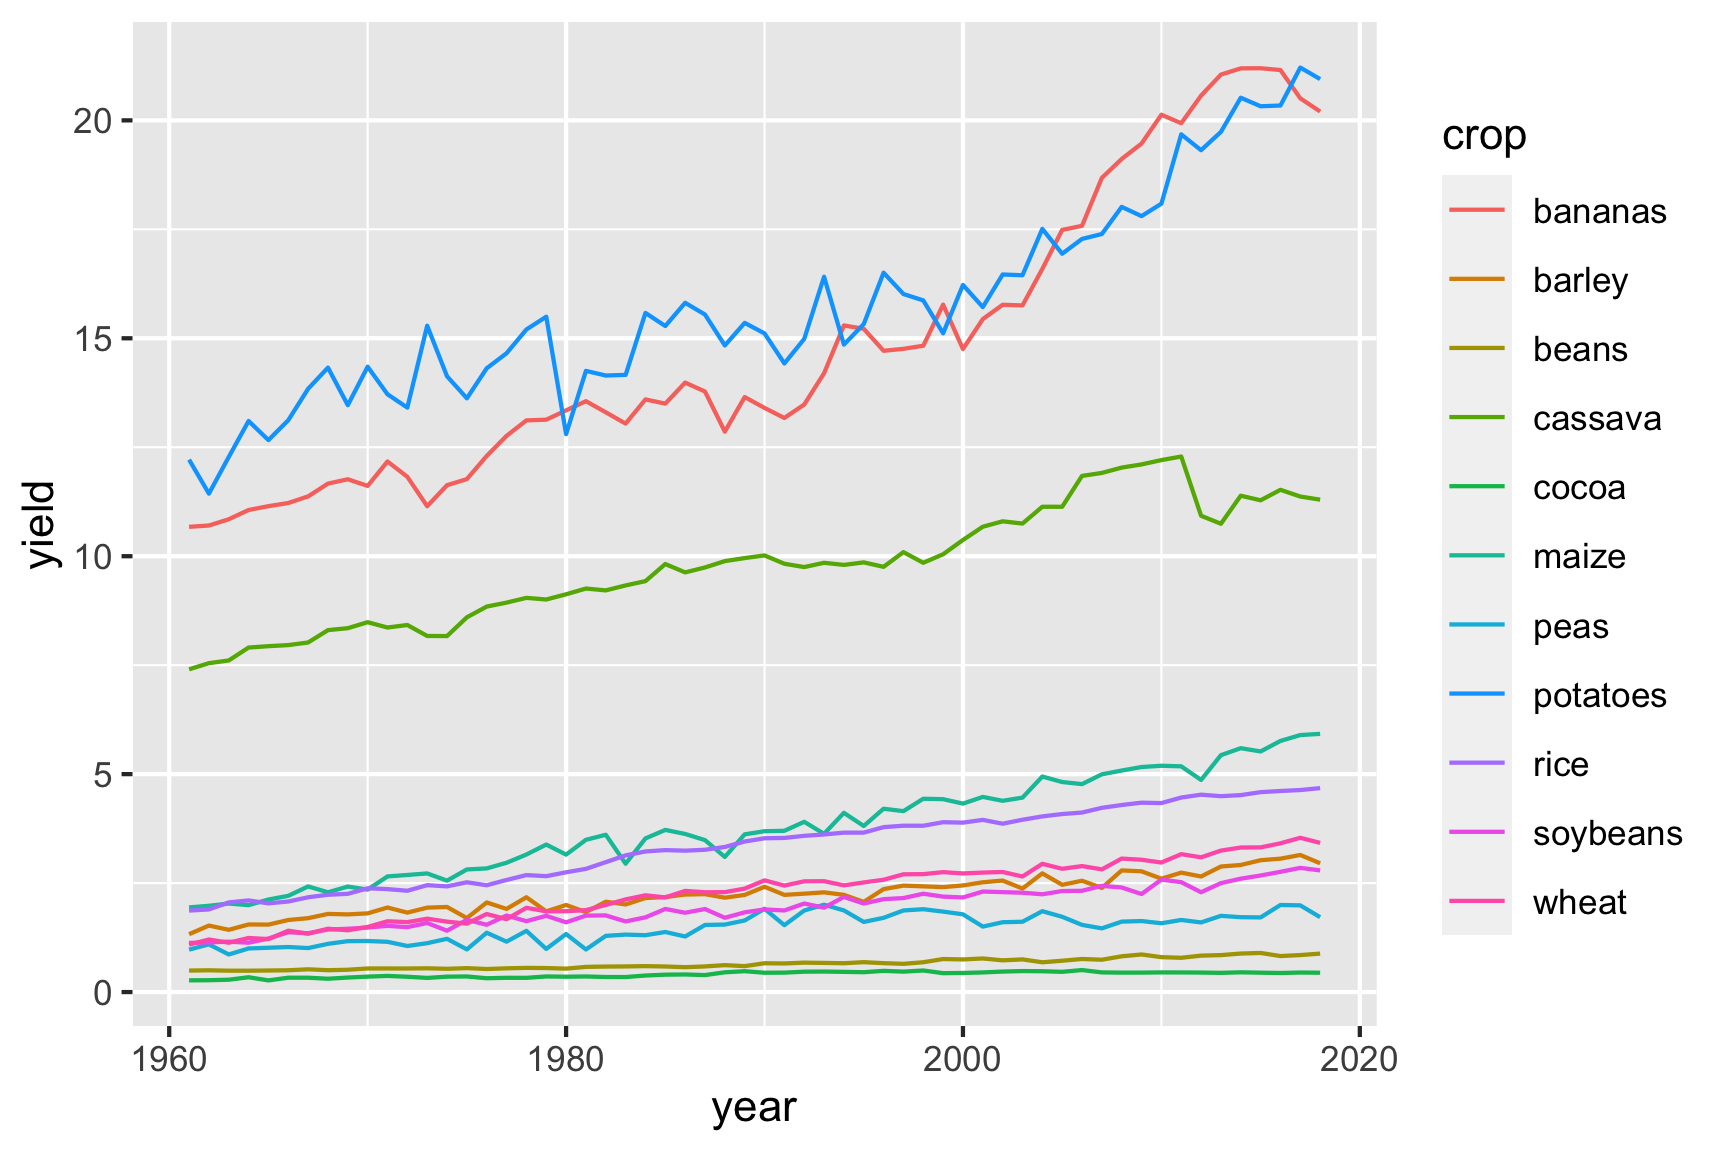 20
15
10
5
0
yield
1960
1980
2000
2020
year
crop
bananas
barley
beans
cassava
cocoa
maize
peas
potatoes
rice
soybeans
wheat